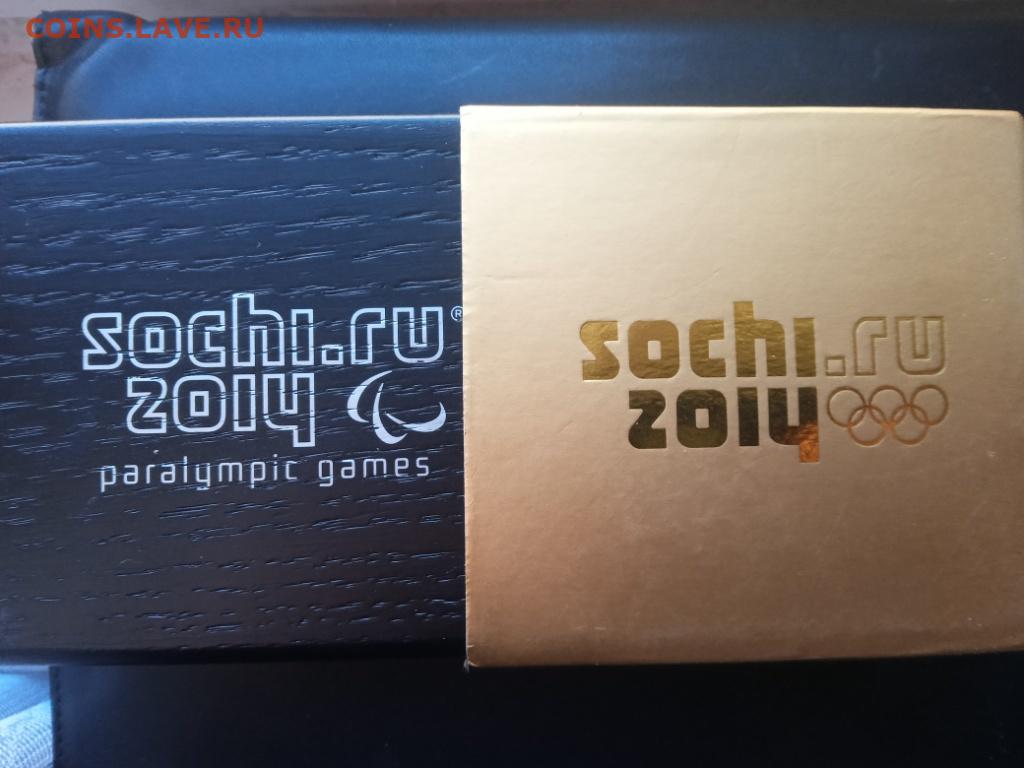 COINS.LAVE.RU
sochi.ru®
2014
paralympic games
sochi.ru
2014